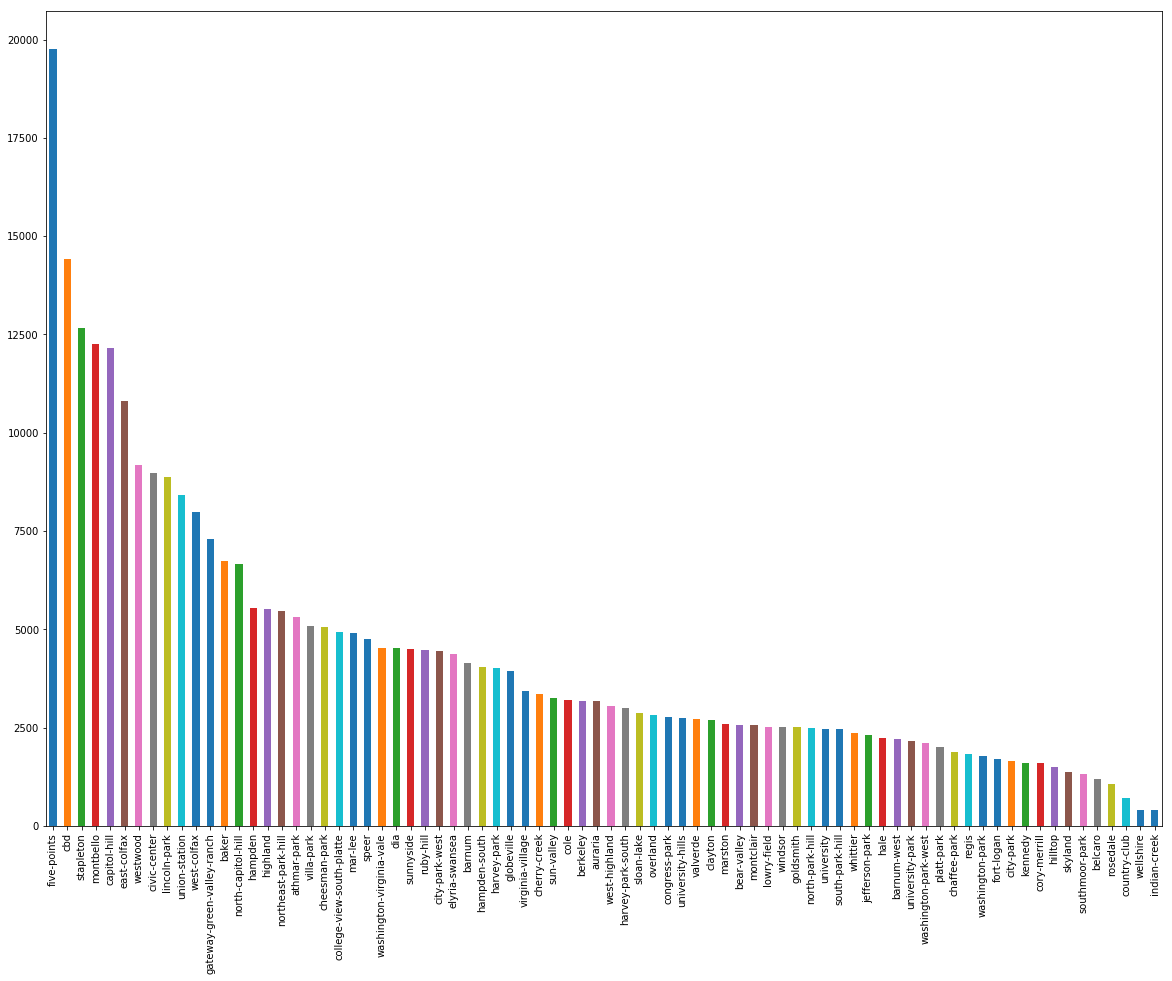 20000
17500
15000
12500
10000
7500
5000
2500
0
five-points
cbd
stapleton
montbello
capitol-hill
east-colfax
westwood
civic-center
lincoln-park
union-station
west-colfax
gateway-green-valley-ranch
baker
north-capitol-hill
hampden
highland
northeast-park-hill
athmar-park
villa-park
cheesman-park
college-view-south-platte
mar-lee
speer
washington-virginia-vale
dia
sunnyside
ruby-hill
city-park-west
elyria-swansea
barnum
hampden-south
harvey-park
globeville
virginia-village
cherry-creek
sun-valley
cole
berkeley
auraria
west-highland
harvey-park-south
sloan-lake
overland
congress-park
university-hills
valverde
clayton
marston
bear-valley
montclair
lowry-field
windsor
goldsmith
north-park-hill
university
south-park-hill
whittier
jefferson-park
hale
barnum-west
university-park
washington-park-west
platt-park
chaffee-park
regis
washington-park
fort-logan
city-park
kennedy
cory-merrill
hilltop
skyland
southmoor-park
belcaro
rosedale
country-club
wellshire
indian-creek